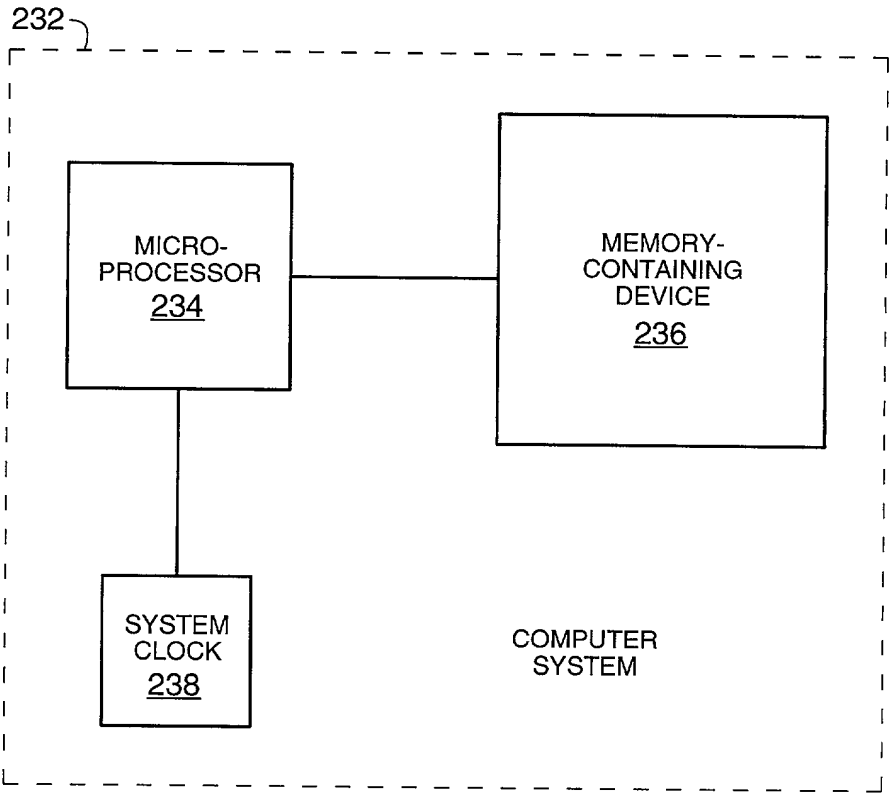 232
MICRO-
PROCESSOR
234
MEMORY-
CONTAINING
DEVICE
236
SYSTEM
CLOCK
238
COMPUTER
SYSTEM